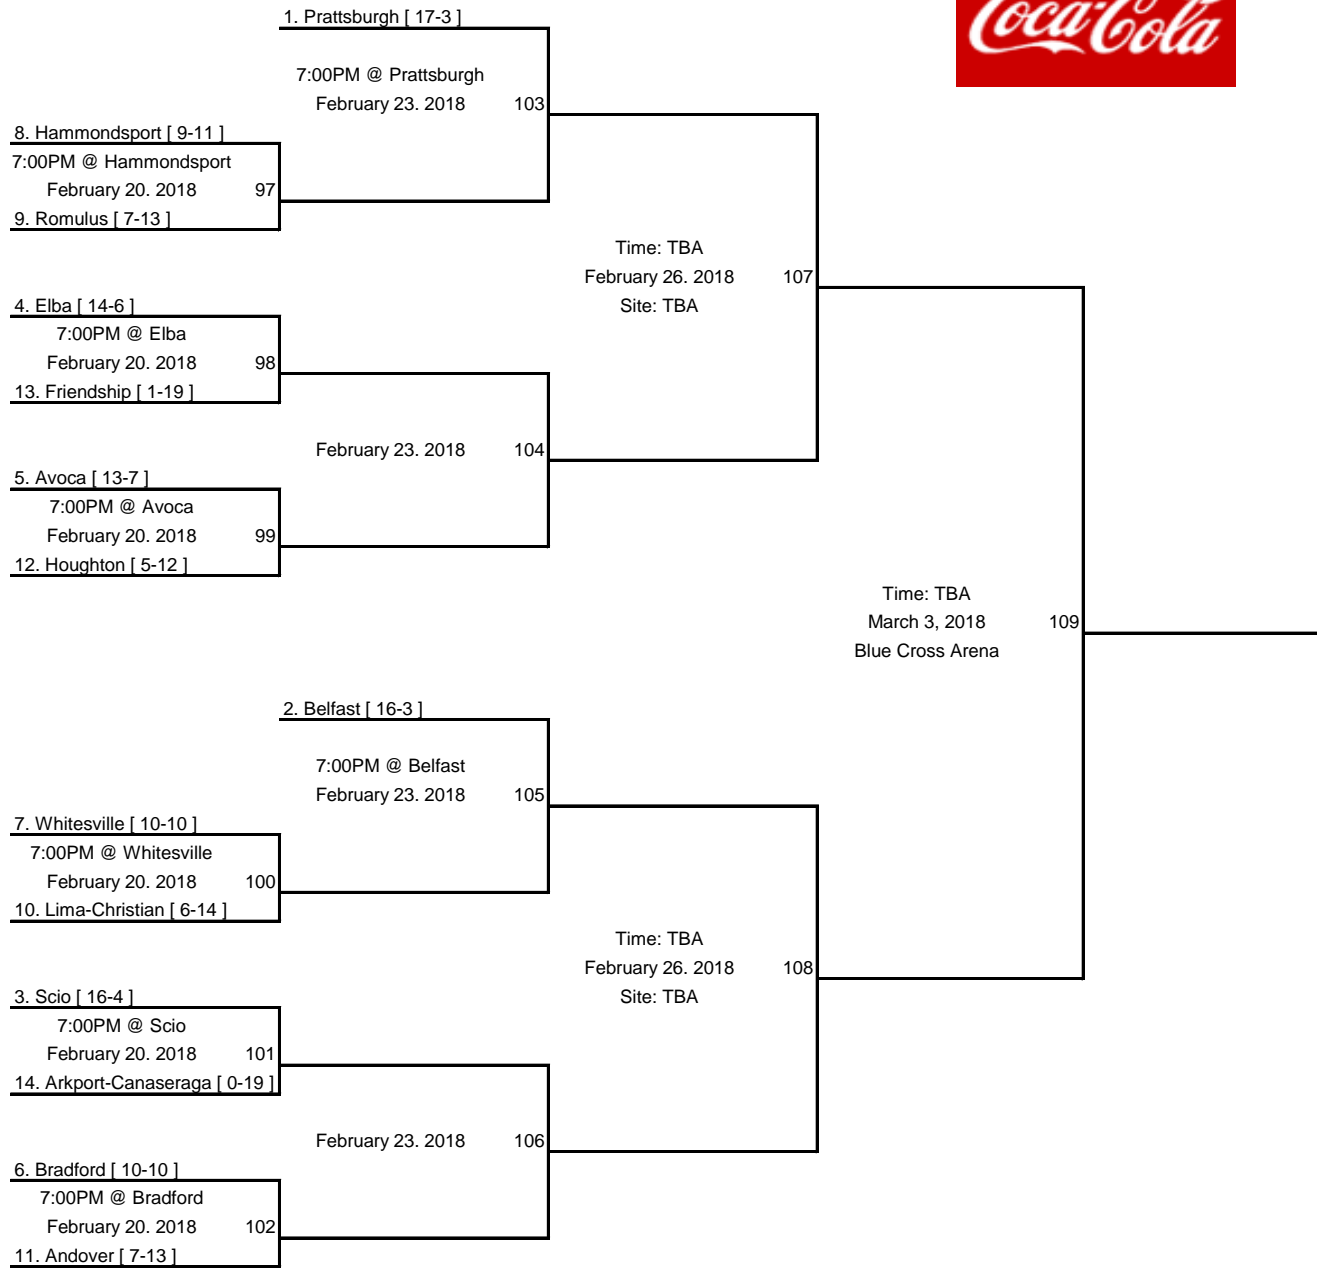 Coca-Cola
1. Prattsburgh [ 17-3 ]
7:00PM @ Prattsburgh
February 23. 2018 103
8. Hammondsport [ 9-11 ]
7:00PM @ Hammondsport
February 20. 2018 97
9. Romulus [ 7-13 ]
Time: TBA
February 26. 2018 107
Site: TBA
4. Elba [ 14-6 ]
7:00PM @ Elba
February 20. 2018 98
13. Friendship [ 1-19 ]
February 23. 2018 104
5. Avoca [ 13-7 ]
7:00PM @ Avoca
February 20. 2018 99
12. Houghton [ 5-12 ]
Time: TBA
March 3, 2018 109
Blue Cross Arena
2. Belfast [ 16-3 ]
7:00PM @ Belfast
February 23. 2018 105
7. Whitesville [ 10-10 ]
7:00PM @ Whitesville
February 20. 2018 100
10. Lima-Christian [ 6-14 ]
Time: TBA
February 26. 2018 108
Site: TBA
3. Scio [ 16-4 ]
7:00PM @ Scio
February 20. 2018 101
14. Arkport-Canaseraga [ 0-19 ]
February 23. 2018 106
6. Bradford [ 10-10 ]
7:00PM @ Bradford
February 20. 2018 102
11. Andover [ 7-13 ]